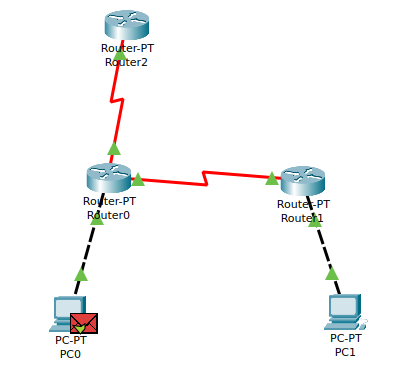 Router-PT
Router2
Router-PT
Router0
Router-PT
Router1
PC-PT
PC0
PC-PT
PC1